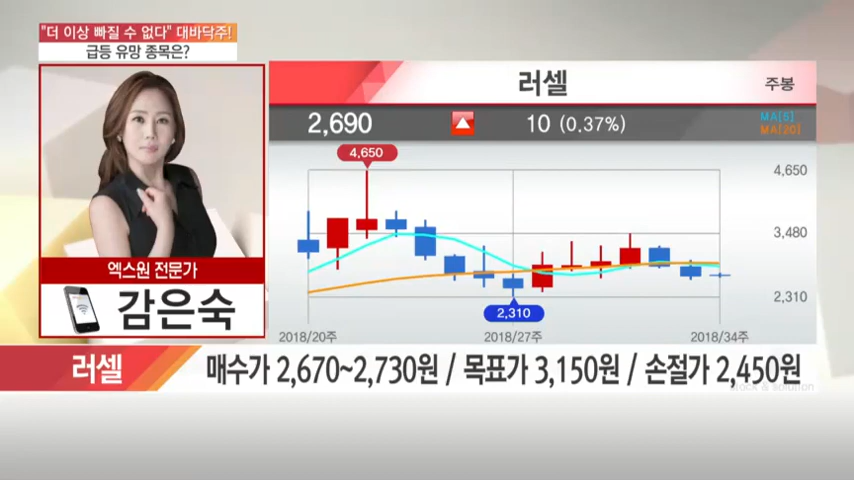 "더 이상 빠질 수 없다" 대바닥주!
급등 유망 종목은?
러셀
주봉
2,690
10 (0.37%)
MA[5]
MA[20]
4,650
4,650
3,480
2,310
2,310
2018/20주
2018/27주
2018/34주
엑스원 전문가
감은숙
러셀
매수가 2,670~2,730원 / 목표가 3,150원 / 손절가 2,450원
stock & solution